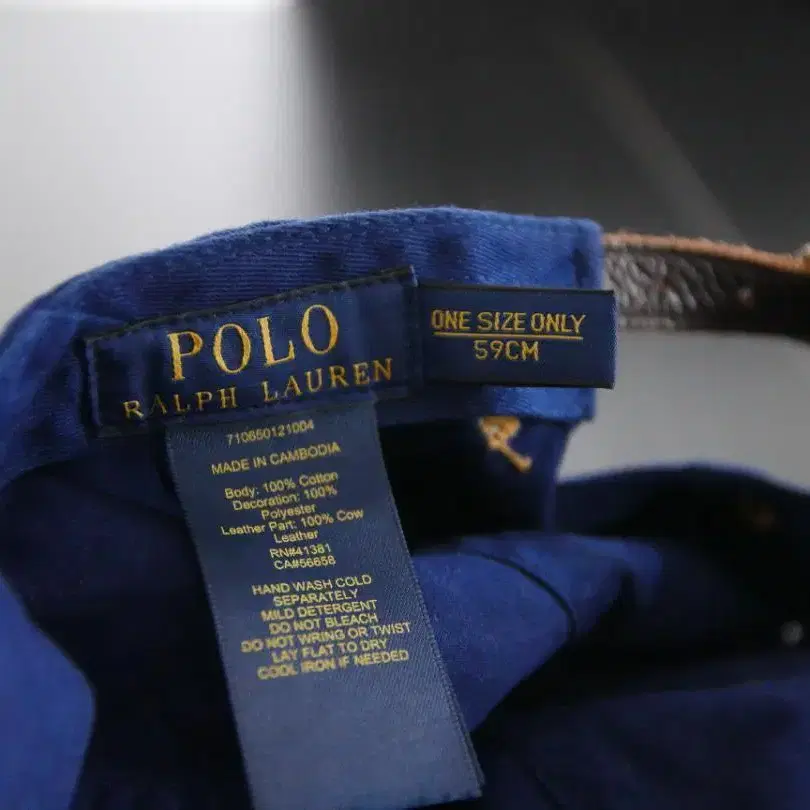 POLO
RALPH LAUREN
ONE SIZE ONLY
59CM
710650121004
MADE IN CAMBODIA
Body: 100% Cotton
Decoration: 100%
Polyester
Leather Part: 100% Cow
Leather
RN#41381
CA#56658
HAND WASH COLD
SEPARATELY
MILD DETERGENT
DO NOT BLEACH
DO NOT WRING OR TWIST
LAY FLAT TO DRY
COOL IRON IF NEEDED